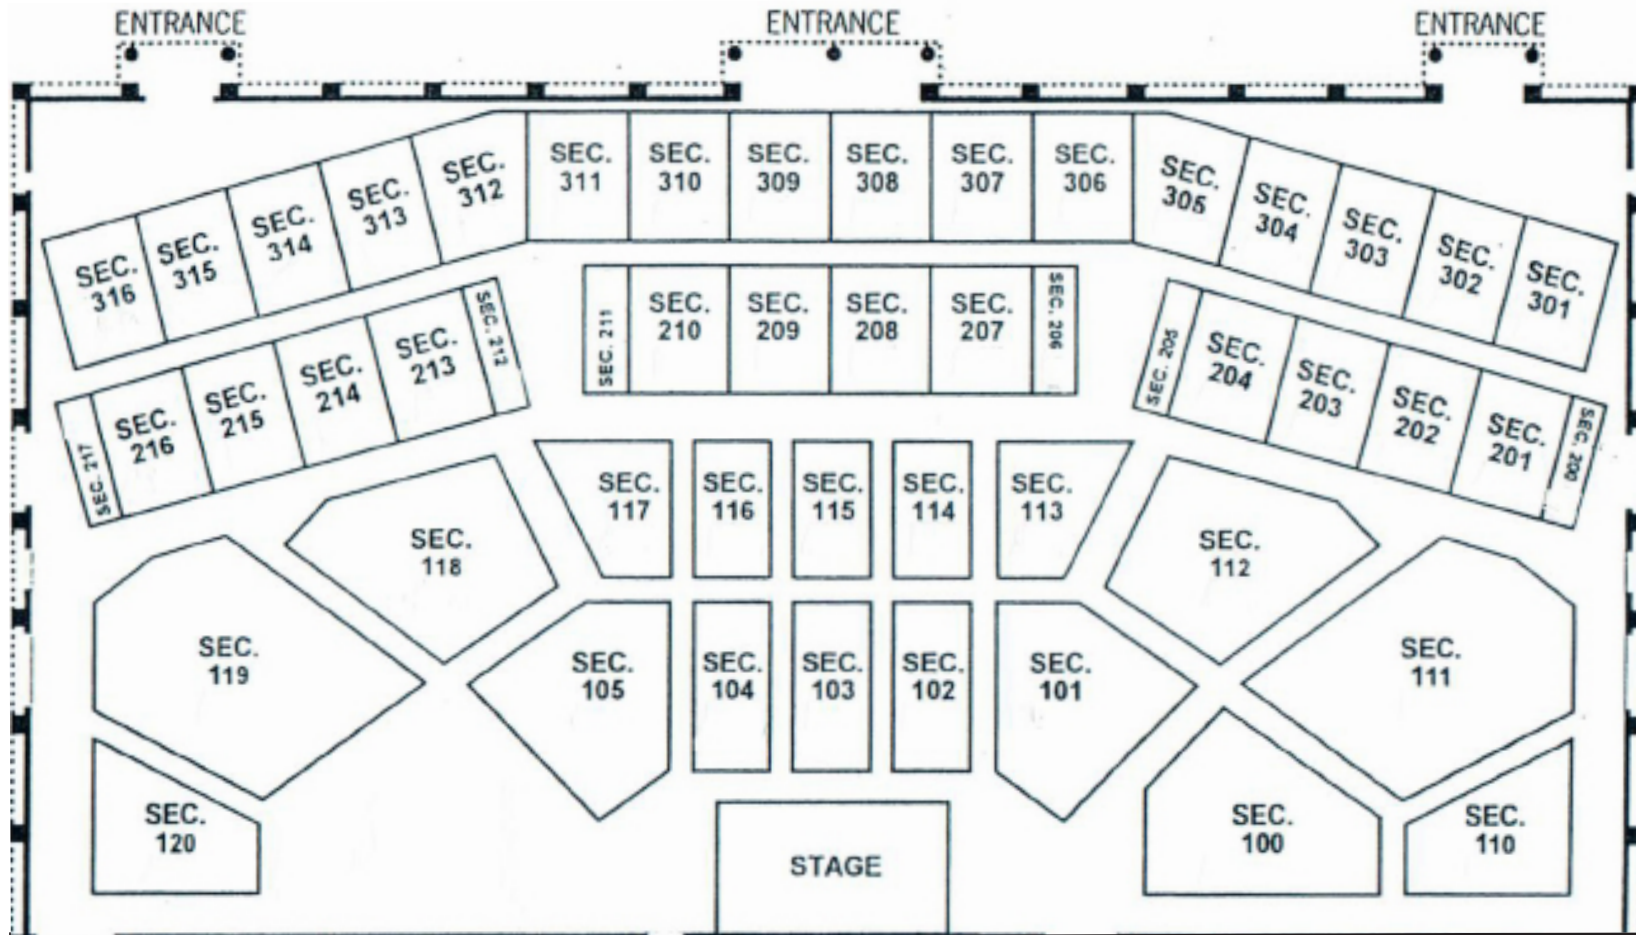 ENTRANCE
ENTRANCE
ENTRANCE
SEC.
316
SEC.
315
SEC.
314
SEC.
313
SEC.
312
SEC.
311
SEC.
310
SEC.
309
SEC.
308
SEC.
307
SEC.
306
SEC.
305
SEC.
304
SEC.
303
SEC.
302
SEC.
301
SEC. 217
SEC.
216
SEC.
215
SEC.
214
SEC.
213
SEC. 212
SEC. 211
SEC.
210
SEC.
209
SEC.
208
SEC.
207
SEC. 206
SEC. 205
SEC.
204
SEC.
203
SEC.
202
SEC.
201
SEC. 200
SEC.
119
SEC.
118
SEC.
117
SEC.
116
SEC.
115
SEC.
114
SEC.
113
SEC.
112
SEC.
111
SEC.
120
SEC.
105
SEC.
104
SEC.
103
SEC.
102
SEC.
101
SEC.
100
SEC.
110
STAGE